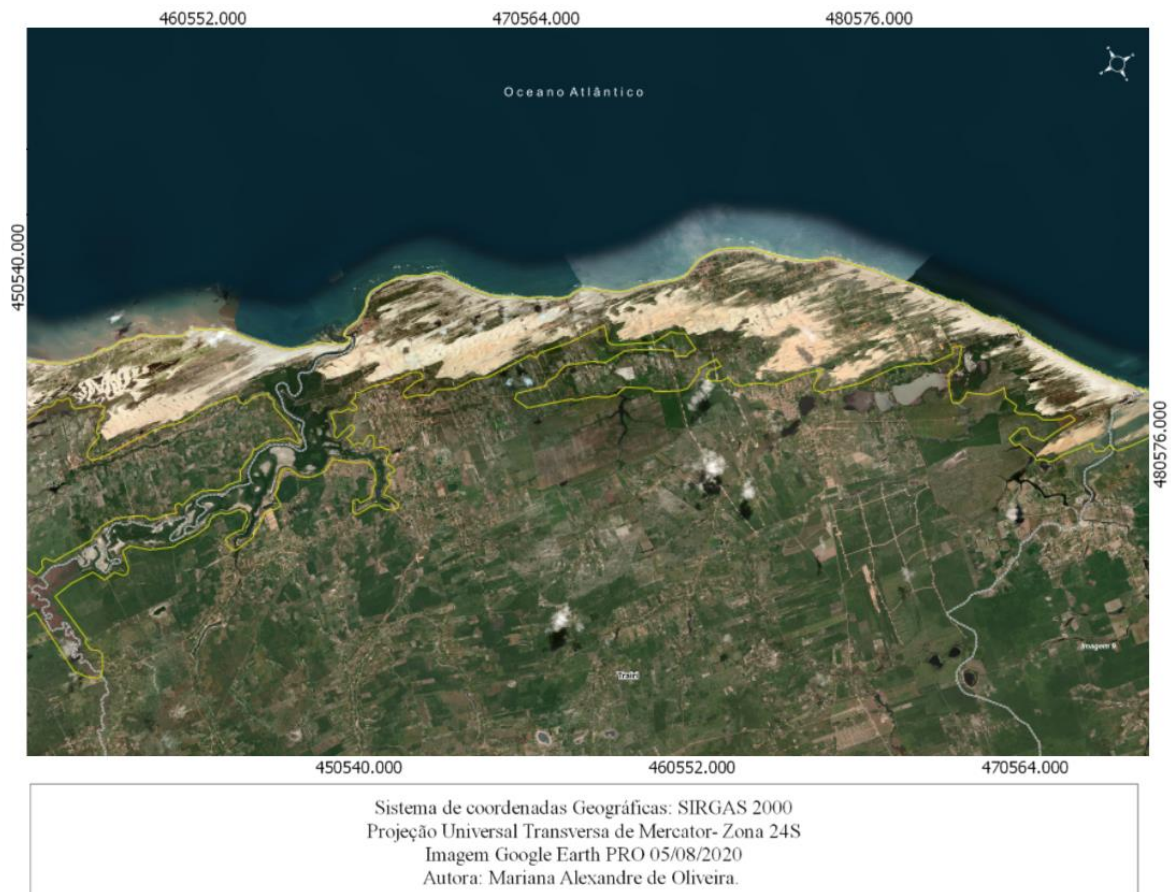 460552.000 470564.000 480576.000
Oceano Atlântico
450540.000
480576.000
Trairi
450540.000 460552.000 470564.000
Sistema de coordenadas Geográficas: SIRGAS 2000
Projeção Universal Transversa de Mercator- Zona 24S
Imagem Google Earth PRO 05/08/2020
Autora: Mariana Alexandre de Oliveira.